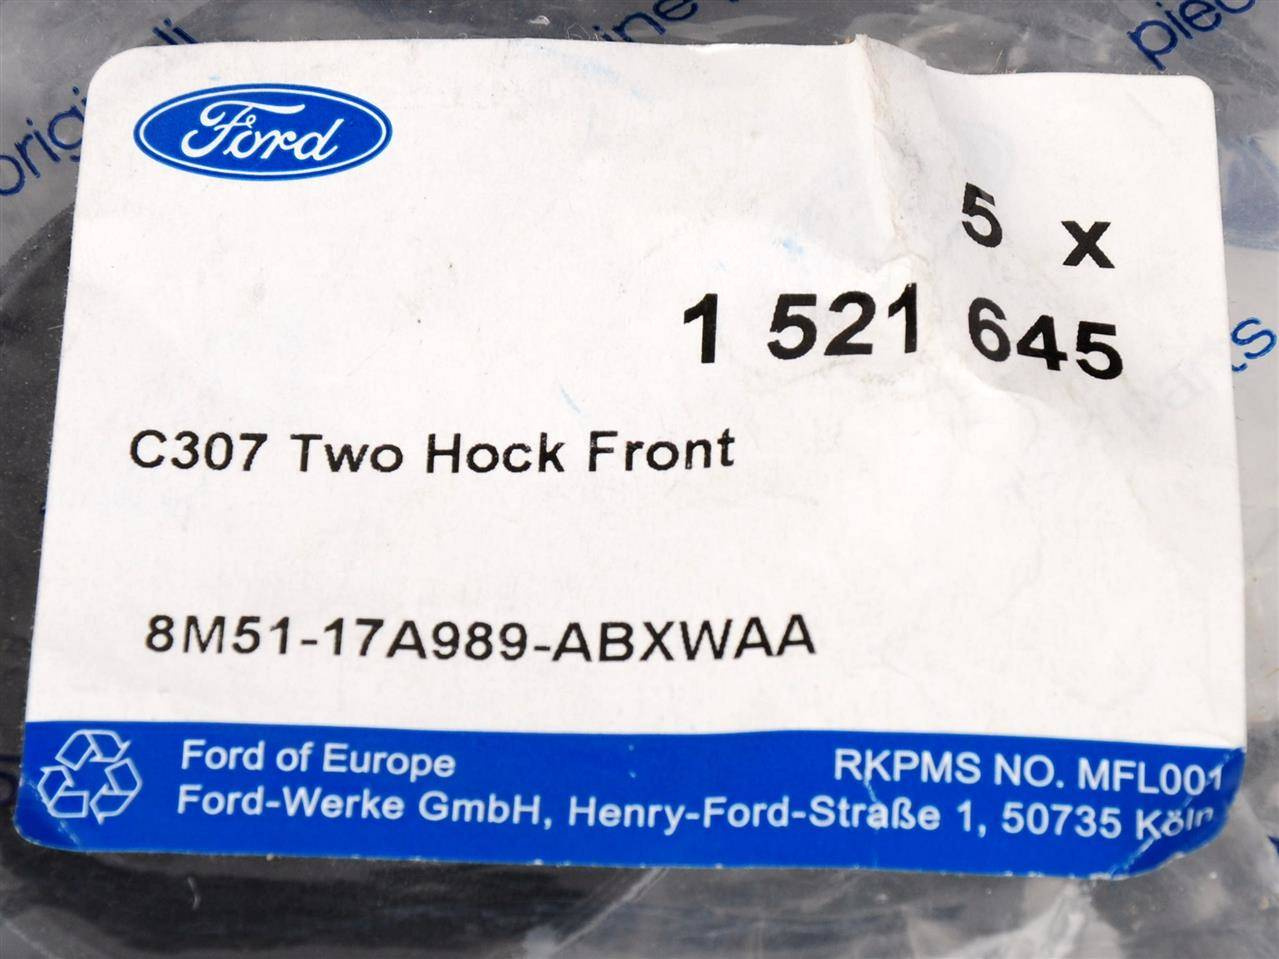 Ford
5 x
1 521 645
C307 Two Hock Front
8M51-17A989-ABXWAA
Ford of Europe
RKPMS NO. MFL001
Ford-Werke GmbH, Henry-Ford-Straße 1, 50735 Köln